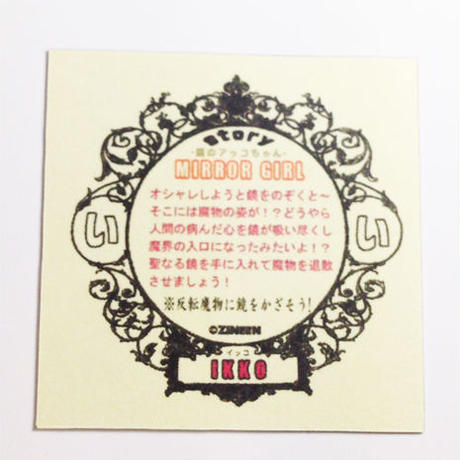 story
-鏡のアッコちゃん-
MIRROR GIRL
オシャレしようと鏡をのぞくと〜
そこには魔物の姿が!?どうやら
人間の病んだ心を鏡が吸い尽くし
魔界の入口になったみたいよ!?
聖なる鏡を手に入れて魔物を退散
させましょう!
※反転魔物に鏡をかざそう!
い
い
©ZiNEEN
イッコ
IKKO